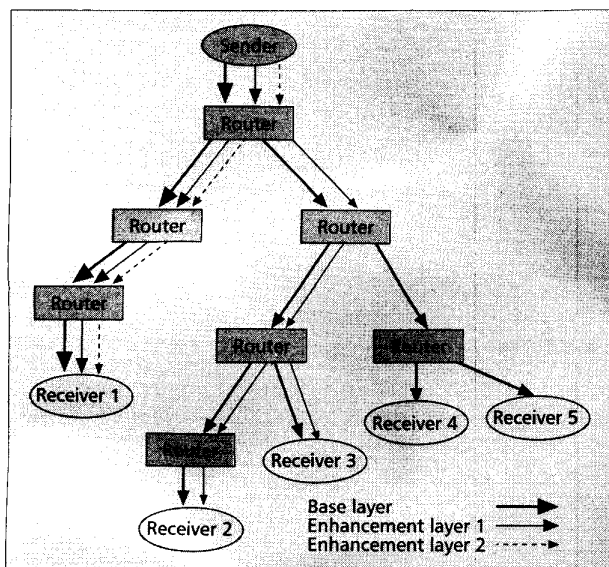 Sender
Router
Router
Router
Router
Router
Router
Receiver 1
Receiver 4
Receiver 5
Router
Receiver 3
Receiver 2
Base layer
Enhancement layer 1
Enhancement layer 2